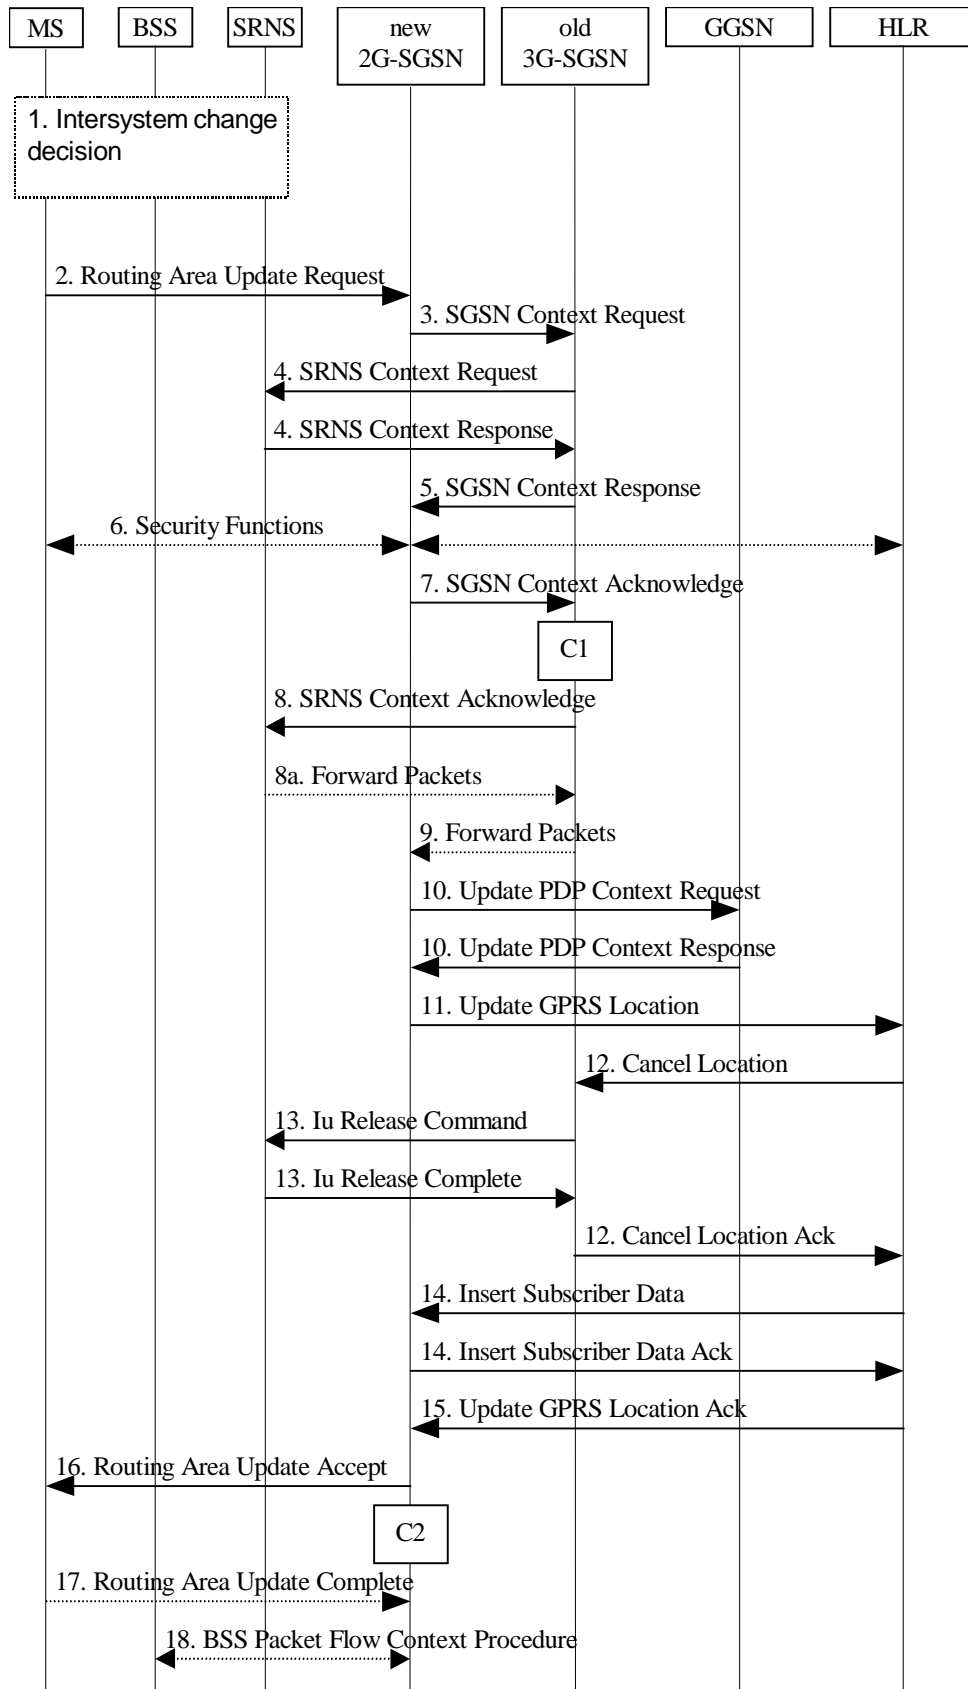 MS
BSS
SRNS
new
2G-SGSN
old
3G-SGSN
GGSN
HLR
1. Intersystem change
decision
2. Routing Area Update Request
3. SGSN Context Request
4. SRNS Context Request
4. SRNS Context Response
5. SGSN Context Response
6. Security Functions
7. SGSN Context Acknowledge
C1
8. SRNS Context Acknowledge
8a. Forward Packets
9. Forward Packets
10. Update PDP Context Request
10. Update PDP Context Response
11. Update GPRS Location
12. Cancel Location
13. Iu Release Command
13. Iu Release Complete
12. Cancel Location Ack
14. Insert Subscriber Data
14. Insert Subscriber Data Ack
15. Update GPRS Location Ack
16. Routing Area Update Accept
C2
17. Routing Area Update Complete
18. BSS Packet Flow Context Procedure